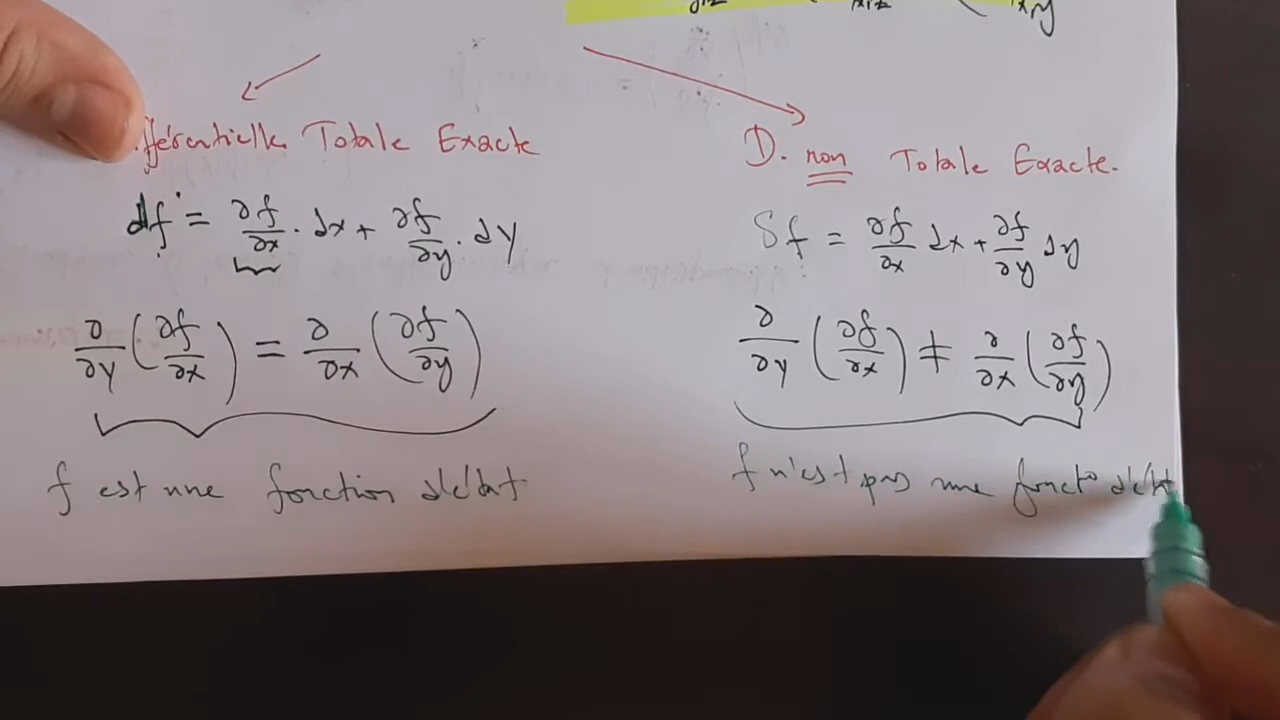 fférentielle Totale Exacte
df = ∂f/∂x . dx + ∂f/∂y . dy
∂/∂y (∂f/∂x) = ∂/∂x (∂f/∂y)
f est une fonction d'état
D. non Totale Exacte.
δf = ∂f/∂x dx + ∂f/∂y dy
∂/∂y (∂f/∂x) ≠ ∂/∂x (∂f/∂y)
f n'est pas une fonct° d'état